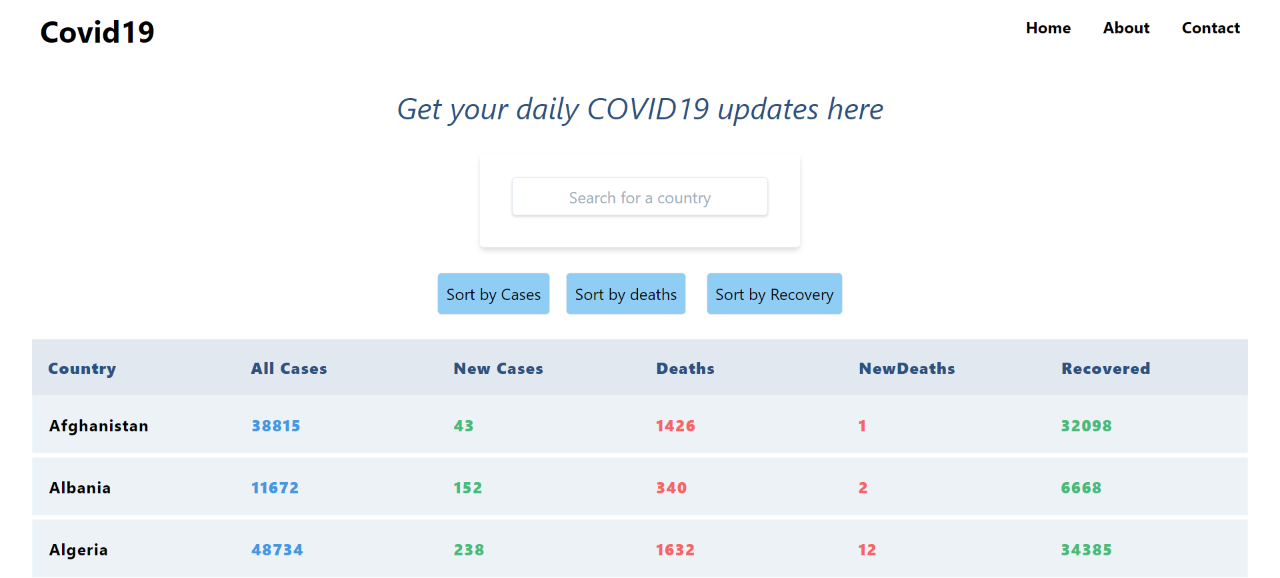 Covid19 Home About Contact
Get your daily COVID19 updates here
Search for a country
Sort by Cases Sort by deaths Sort by Recovery
Country All Cases New Cases Deaths NewDeaths Recovered
Afghanistan 38815 43 1426 1 32098
Albania 11672 152 340 2 6668
Algeria 48734 238 1632 12 34385